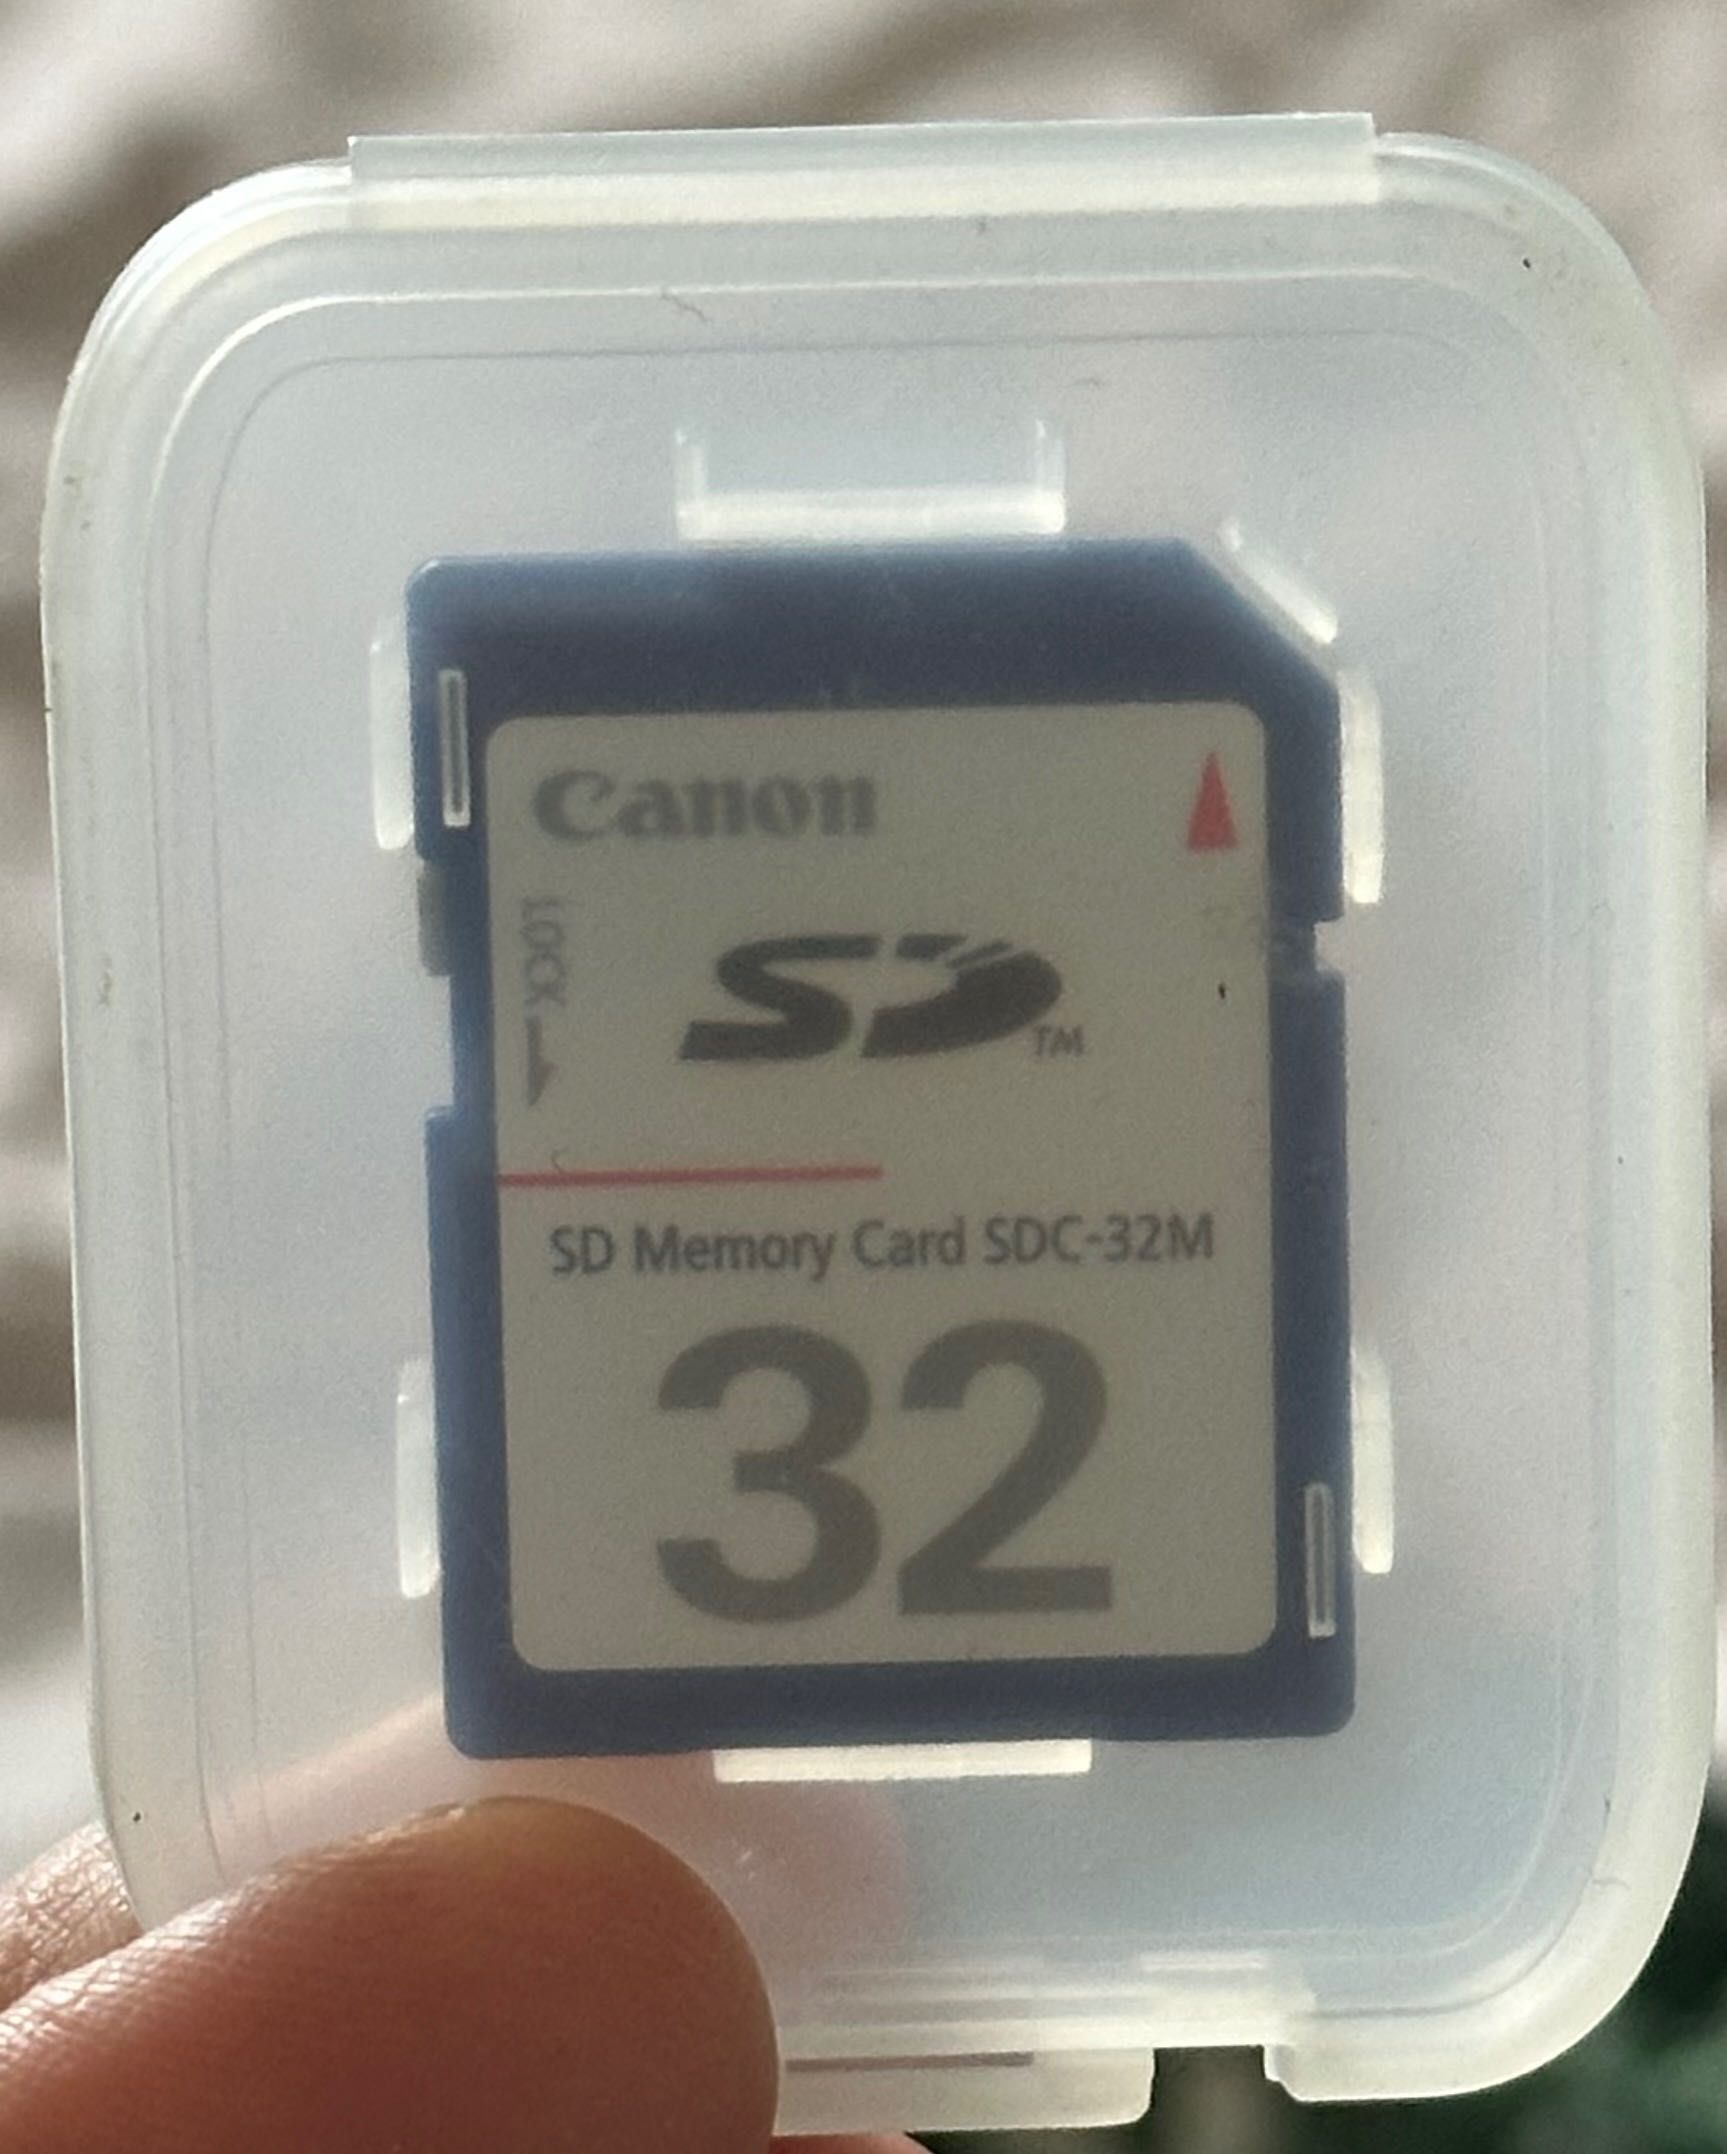 Canon
LOCK
SD
TM
SD Memory Card SDC-32M
32